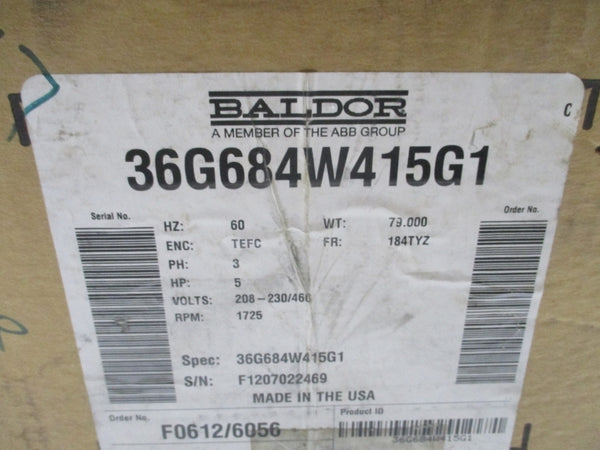 BALDOR
A MEMBER OF THE ABB GROUP
C
36G684W415G1
Serial No.
Order No.
HZ: 60 WT: 79.000
ENC: TEFC FR: 184TYZ
PH: 3
HP: 5
VOLTS: 208-230/460
RPM: 1725
Spec: 36G684W415G1
S/N: F1207022469
MADE IN THE USA
Order No.
Product ID
F0612/6056
36G684W415G1